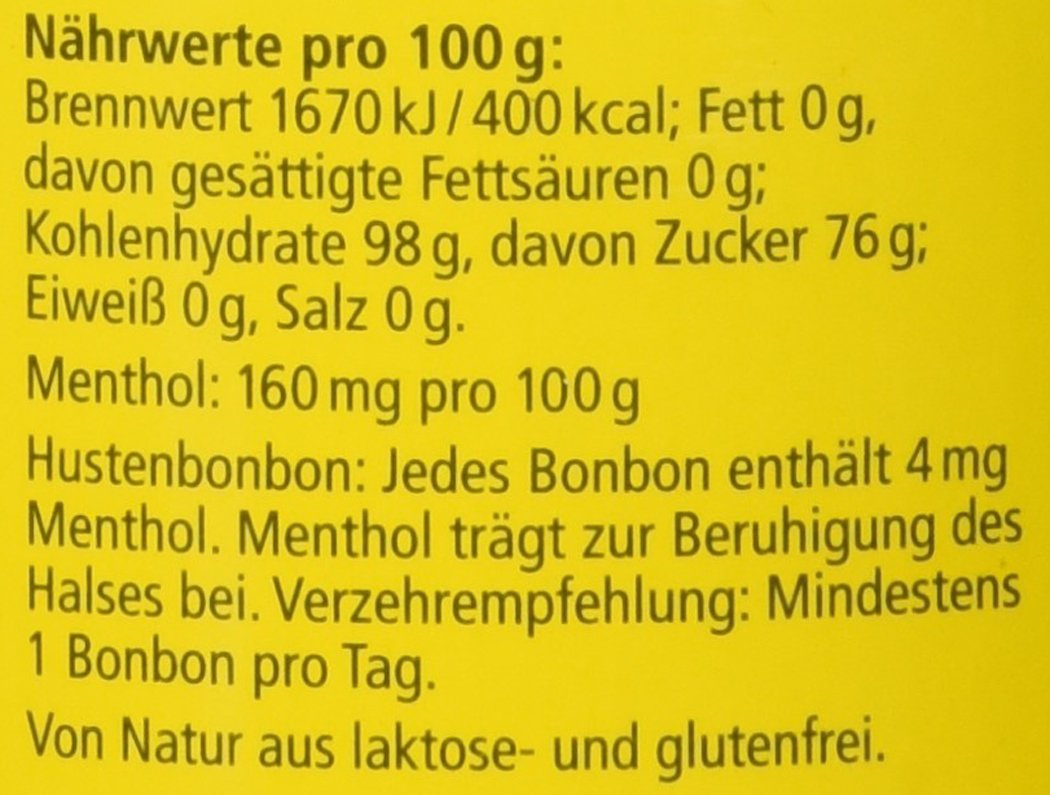 Nährwerte pro 100 g:
Brennwert 1670 kJ / 400 kcal; Fett 0 g,
davon gesättigte Fettsäuren 0 g;
Kohlenhydrate 98 g, davon Zucker 76 g;
Eiweiß 0 g, Salz 0 g.
Menthol: 160 mg pro 100 g
Hustenbonbon: Jedes Bonbon enthält 4 mg
Menthol. Menthol trägt zur Beruhigung des
Halses bei. Verzehrempfehlung: Mindestens
1 Bonbon pro Tag.
Von Natur aus laktose- und glutenfrei.